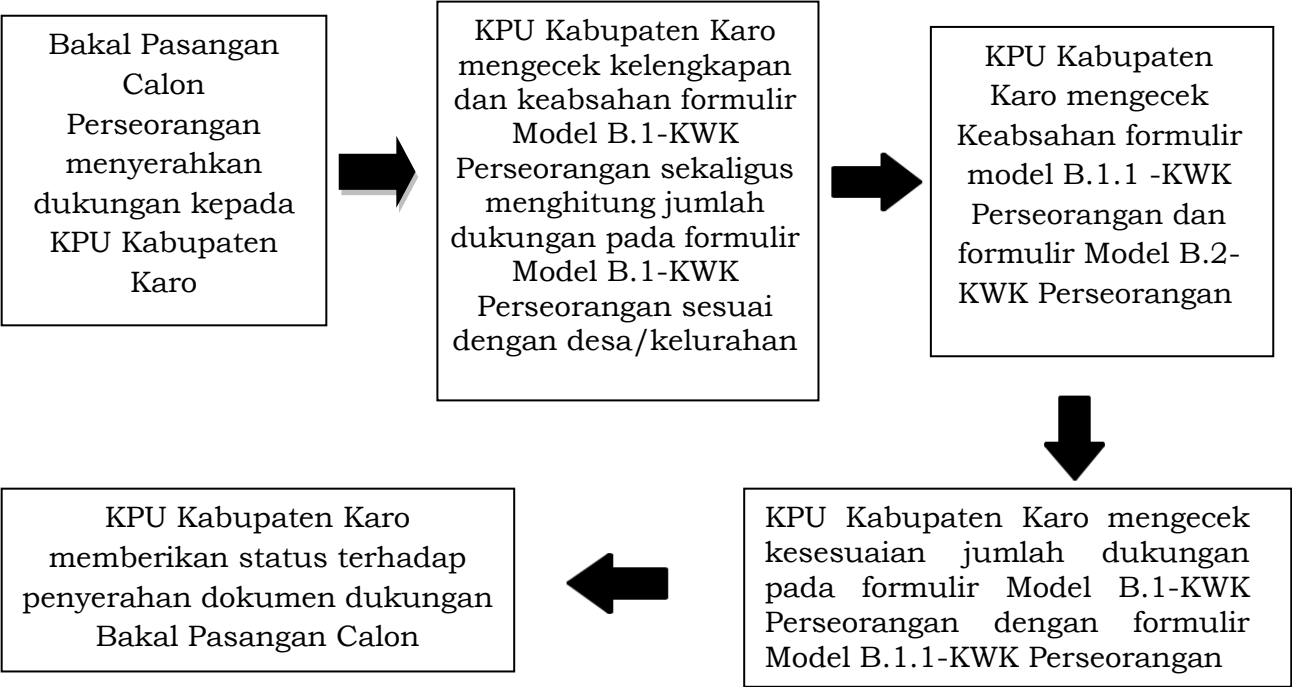 Bakal Pasangan
Calon
Perseorangan
menyerahkan
dukungan kepada
KPU Kabupaten
Karo
KPU Kabupaten Karo
mengecek kelengkapan
dan keabsahan formulir
Model B.1-KWK
Perseorangan sekaligus
menghitung jumlah
dukungan pada formulir
Model B.1-KWK
Perseorangan sesuai
dengan desa/kelurahan
KPU Kabupaten
Karo mengecek
Keabsahan formulir
model B.1.1 -KWK
Perseorangan dan
formulir Model B.2-
KWK Perseorangan
KPU Kabupaten Karo mengecek
kesesuaian jumlah dukungan
pada formulir Model B.1-KWK
Perseorangan dengan formulir
Model B.1.1-KWK Perseorangan
KPU Kabupaten Karo
memberikan status terhadap
penyerahan dokumen dukungan
Bakal Pasangan Calon